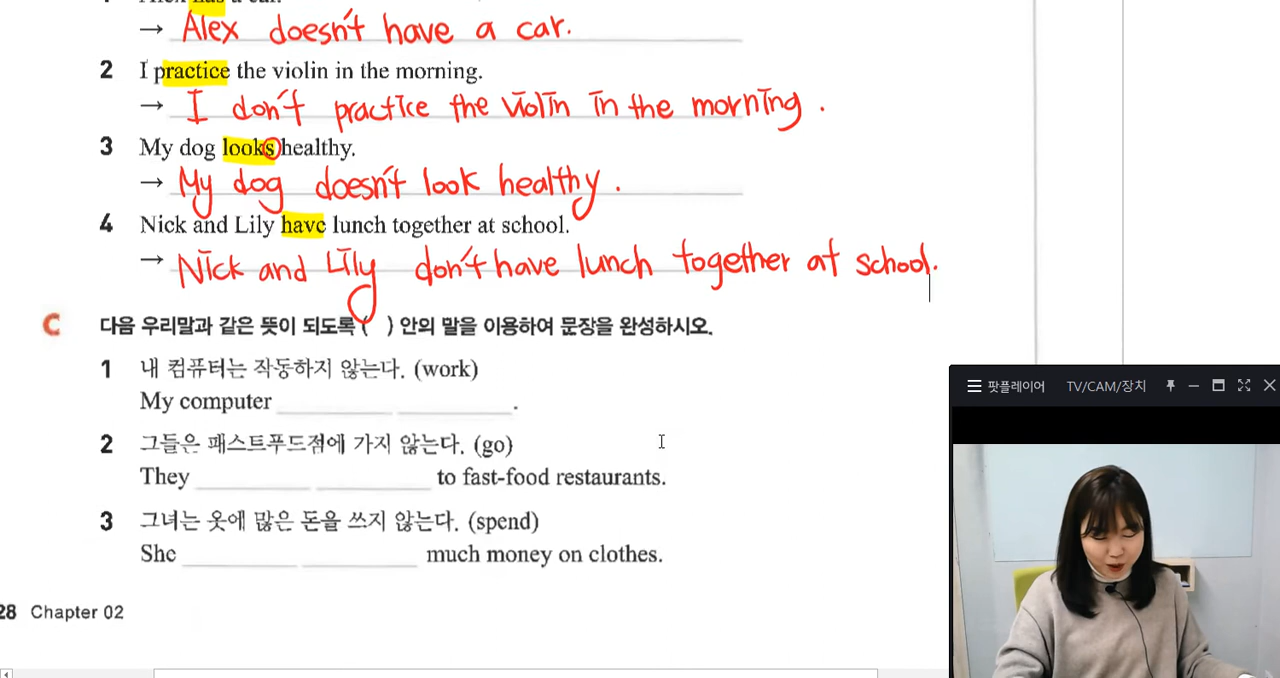 → Alex doesn't have a car.
2 I practice the violin in the morning.
→ I don't practice the violin in the morning.
3 My dog looks healthy.
→ My dog doesn't look healthy.
4 Nick and Lily have lunch together at school.
→ Nick and Lily don't have lunch together at school.
C 다음 우리말과 같은 뜻이 되도록 ( ) 안의 말을 이용하여 문장을 완성하시오.
1 내 컴퓨터는 작동하지 않는다. (work)
My computer ________ ________.
2 그들은 패스트푸드점에 가지 않는다. (go)
They ________ ________ to fast-food restaurants.
3 그녀는 옷에 많은 돈을 쓰지 않는다. (spend)
She ________ ________ much money on clothes.
28 Chapter 02
팟플레이어 TV/CAM/장치